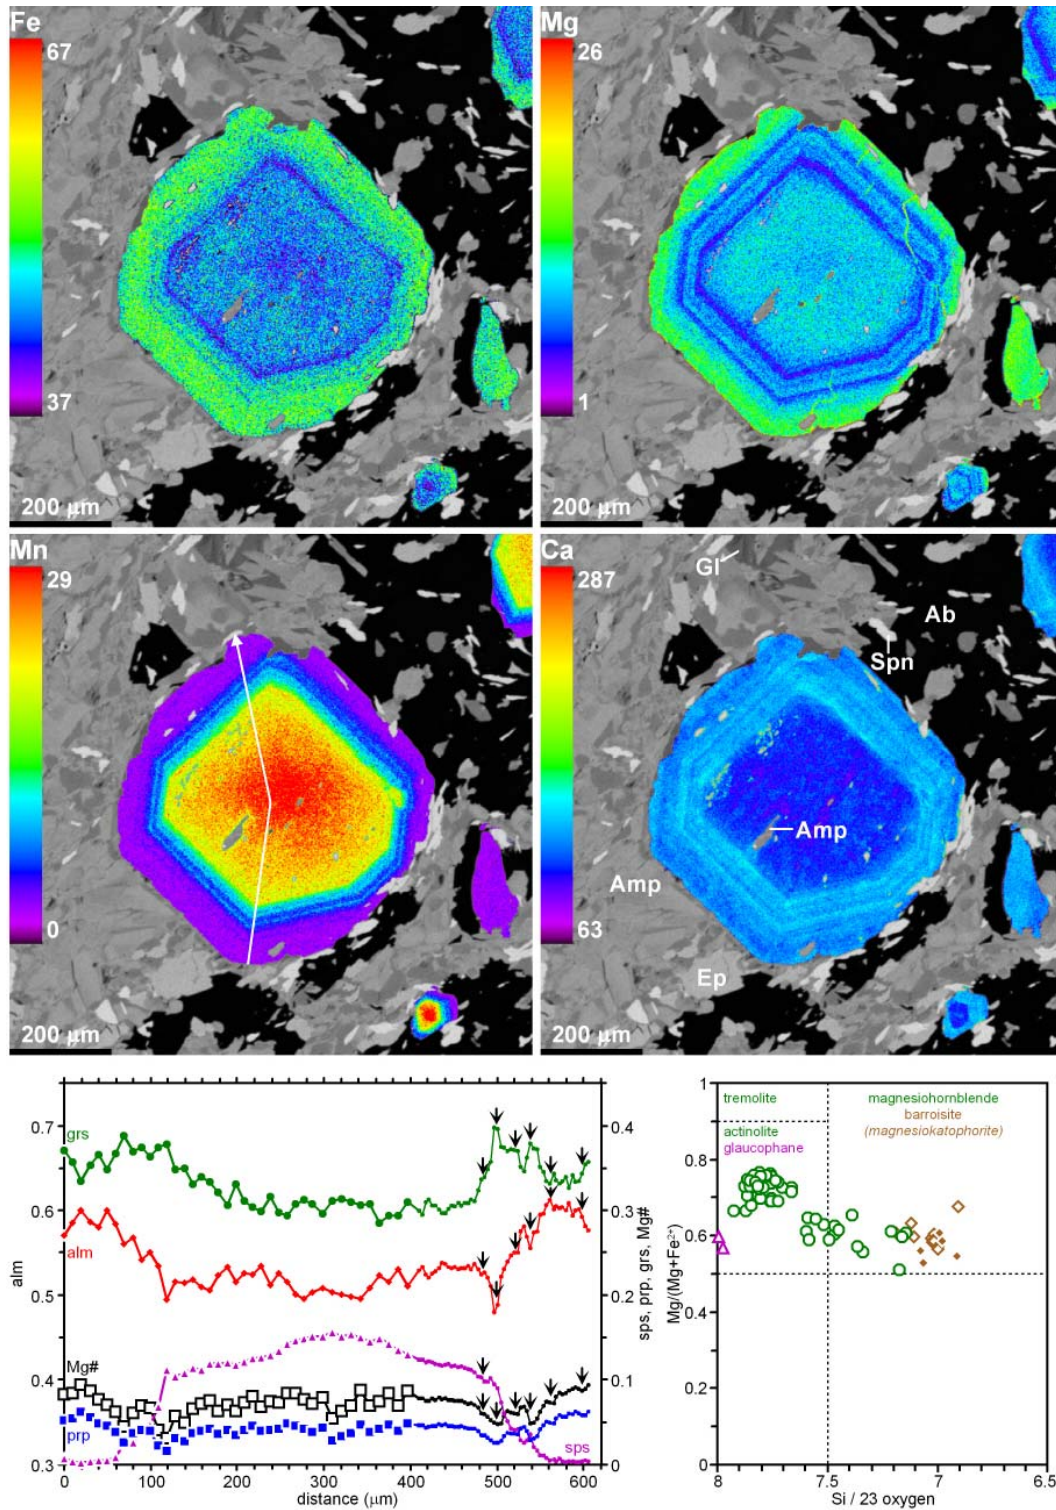 Fe
67
37
200 µm
Mg
26
1
200 µm
Mn
29
0
200 µm
Ca
287
63
200 µm
Gl
Ab
Spn
Amp
Amp
Ep
0.7
0.6
0.5
0.4
0.3
alm
grs
alm
Mg#
prp
sps
0.4
0.3
0.2
0.1
0
sps, prp, grs, Mg#
0 100 200 300 400 500 600
distance (µm)
tremolite
actinolite
glaucophane
magnesiohornblende
barroisite
(magnesiokatophorite)
1
0.8
0.6
0.4
0.2
0
Mg/(Mg+Fe²⁺)
8 7.5 7 6.5
Si / 23 oxygen